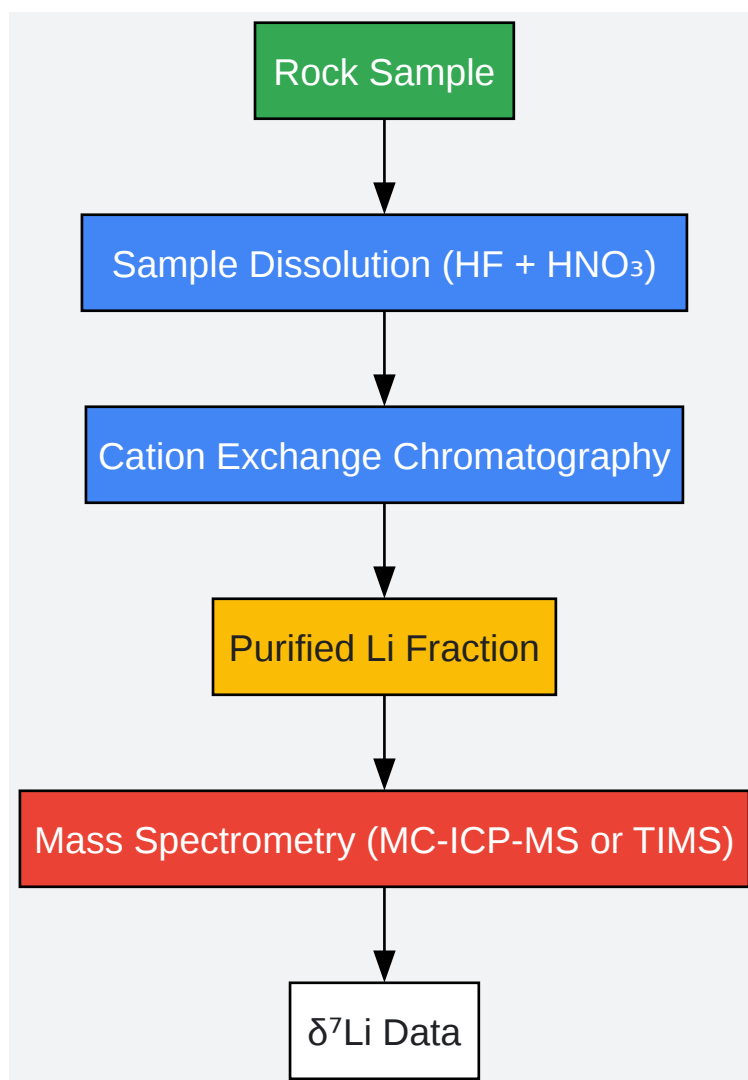 Rock Sample
Sample Dissolution (HF + HNO₃)
Cation Exchange Chromatography
Purified Li Fraction
Mass Spectrometry (MC-ICP-MS or TIMS)
δ⁷Li Data